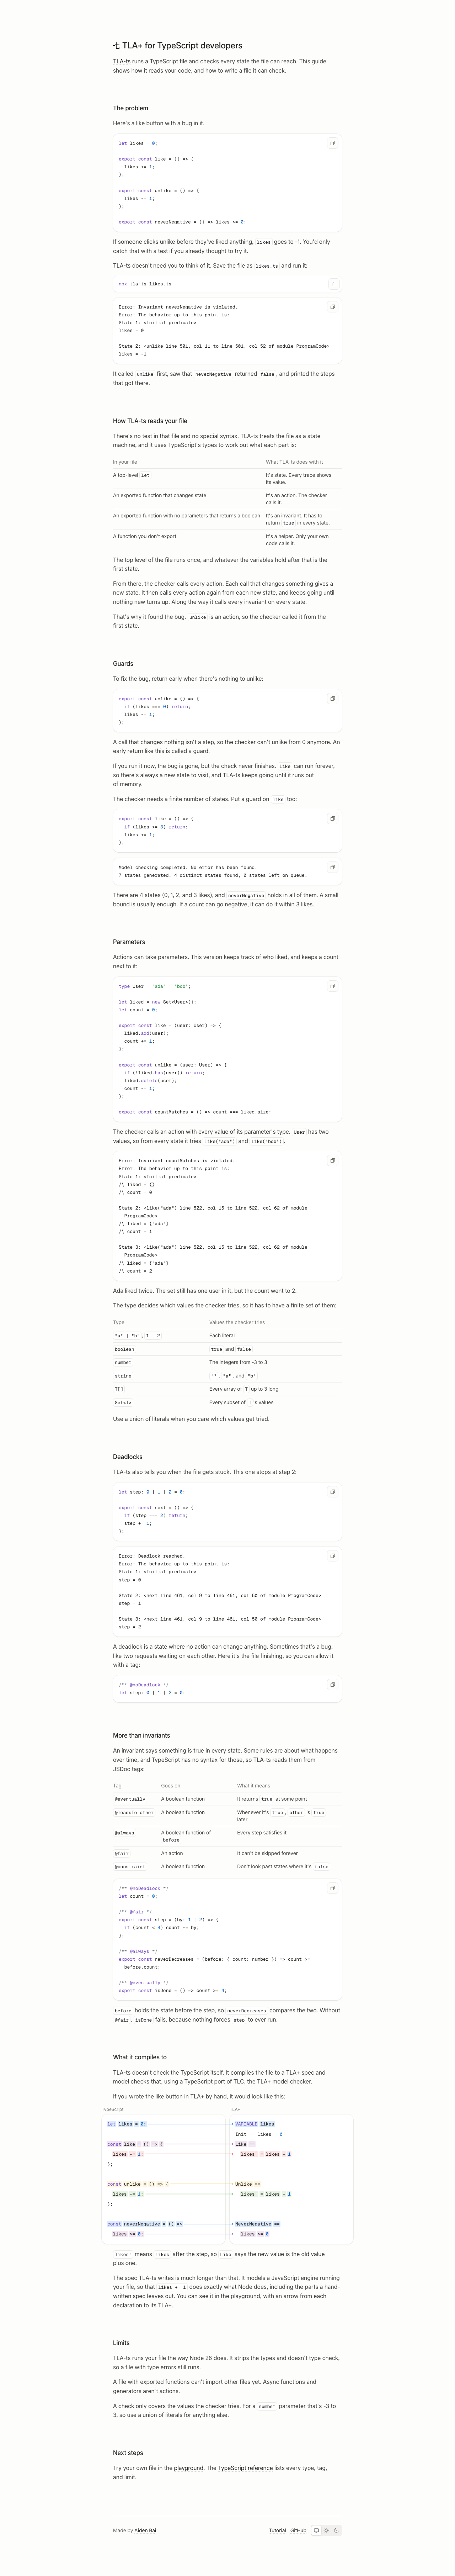 七 TLA+ for TypeScript developers
TLA-ts runs a TypeScript file and checks every state the file can reach. This guide
shows how it reads your code, and how to write a file it can check.
The problem
Here's a like button with a bug in it.
let likes = 0;
export const like = () => {
likes += 1;
};
export const unlike = () => {
likes -= 1;
};
export const neverNegative = () => likes >= 0;
If someone clicks unlike before they've liked anything, likes goes to -1. You'd only
catch that with a test if you already thought to try it.
TLA-ts doesn't need you to think of it. Save the file as likes.ts and run it:
npx tla-ts likes.ts
Error: Invariant neverNegative is violated.
Error: The behavior up to this point is:
State 1: <Initial predicate>
likes = 0
State 2: <unlike line 501, col 11 to line 501, col 52 of module ProgramCode>
likes = -1
It called unlike first, saw that neverNegative returned false, and printed the steps
that got there.
How TLA-ts reads your file
There's no test in that file and no special syntax. TLA-ts treats the file as a state
machine, and it uses TypeScript's types to work out what each part is:
In your file What TLA-ts does with it
A top-level let It's state. Every trace shows
its value.
An exported function that changes state It's an action. The checker
calls it.
An exported function with no parameters that returns a boolean It's an invariant. It has to
return true in every state.
A function you don't export It's a helper. Only your own
code calls it.
The top level of the file runs once, and whatever the variables hold after that is the
first state.
From there, the checker calls every action. Each call that changes something gives a
new state. It then calls every action again from each new state, and keeps going until
nothing new turns up. Along the way it calls every invariant on every state.
That's why it found the bug. unlike is an action, so the checker called it from the
first state.
Guards
To fix the bug, return early when there's nothing to unlike:
export const unlike = () => {
if (likes === 0) return;
likes -= 1;
};
A call that changes nothing isn't a step, so the checker can't unlike from 0 anymore. An
early return like this is called a guard.
If you run it now, the bug is gone, but the check never finishes. like can run forever,
so there's always a new state to visit, and TLA-ts keeps going until it runs out
of memory.
The checker needs a finite number of states. Put a guard on like too:
export const like = () => {
if (likes >= 3) return;
likes += 1;
};
Model checking completed. No error has been found.
7 states generated, 4 distinct states found, 0 states left on queue.
There are 4 states (0, 1, 2, and 3 likes), and neverNegative holds in all of them. A small
bound is usually enough. If a count can go negative, it can do it within 3 likes.
Parameters
Actions can take parameters. This version keeps track of who liked, and keeps a count
next to it:
type User = "ada" | "bob";
let liked = new Set<User>();
let count = 0;
export const like = (user: User) => {
liked.add(user);
count += 1;
};
export const unlike = (user: User) => {
if (!liked.has(user)) return;
liked.delete(user);
count -= 1;
};
export const countMatches = () => count === liked.size;
The checker calls an action with every value of its parameter's type. User has two
values, so from every state it tries like("ada") and like("bob").
Error: Invariant countMatches is violated.
Error: The behavior up to this point is:
State 1: <Initial predicate>
/\ liked = {}
/\ count = 0
State 2: <like("ada") line 522, col 15 to line 522, col 62 of module
ProgramCode>
/\ liked = {"ada"}
/\ count = 1
State 3: <like("ada") line 522, col 15 to line 522, col 62 of module
ProgramCode>
/\ liked = {"ada"}
/\ count = 2
Ada liked twice. The set still has one user in it, but the count went to 2.
The type decides which values the checker tries, so it has to have a finite set of them:
Type Values the checker tries
"a" | "b", 1 | 2 Each literal
boolean true and false
number The integers from -3 to 3
string "", "a", and "b"
T[] Every array of T up to 3 long
Set<T> Every subset of T's values
Use a union of literals when you care which values get tried.
Deadlocks
TLA-ts also tells you when the file gets stuck. This one stops at step 2:
let step: 0 | 1 | 2 = 0;
export const next = () => {
if (step === 2) return;
step += 1;
};
Error: Deadlock reached.
Error: The behavior up to this point is:
State 1: <Initial predicate>
step = 0
State 2: <next line 461, col 9 to line 461, col 50 of module ProgramCode>
step = 1
State 3: <next line 461, col 9 to line 461, col 50 of module ProgramCode>
step = 2
A deadlock is a state where no action can change anything. Sometimes that's a bug,
like two requests waiting on each other. Here it's the file finishing, so you can allow it
with a tag:
/** @noDeadlock */
let step: 0 | 1 | 2 = 0;
More than invariants
An invariant says something is true in every state. Some rules are about what happens
over time, and TypeScript has no syntax for those, so TLA-ts reads them from
JSDoc tags:
Tag Goes on What it means
@eventually A boolean function It returns true at some point
@leadsTo other A boolean function Whenever it's true, other is true
later
@always A boolean function of
before Every step satisfies it
@fair An action It can't be skipped forever
@constraint A boolean function Don't look past states where it's false
/** @noDeadlock */
let count = 0;
/** @fair */
export const step = (by: 1 | 2) => {
if (count < 4) count += by;
};
/** @always */
export const neverDecreases = (before: { count: number }) => count >=
before.count;
/** @eventually */
export const isDone = () => count >= 4;
before holds the state before the step, so neverDecreases compares the two. Without
@fair, isDone fails, because nothing forces step to ever run.
What it compiles to
TLA-ts doesn't check the TypeScript itself. It compiles the file to a TLA+ spec and
model checks that, using a TypeScript port of TLC, the TLA+ model checker.
If you wrote the like button in TLA+ by hand, it would look like this:
TypeScript TLA+
let likes = 0; VARIABLE likes
Init == likes = 0
const like = () => { Like ==
likes += 1; likes' = likes + 1
};
const unlike = () => { Unlike ==
likes -= 1; likes' = likes - 1
};
const neverNegative = () => NeverNegative ==
likes >= 0; likes >= 0
likes' means likes after the step, so Like says the new value is the old value
plus one.
The spec TLA-ts writes is much longer than that. It models a JavaScript engine running
your file, so that likes += 1 does exactly what Node does, including the parts a hand-
written spec leaves out. You can see it in the playground, with an arrow from each
declaration to its TLA+.
Limits
TLA-ts runs your file the way Node 26 does. It strips the types and doesn't type check,
so a file with type errors still runs.
A file with exported functions can't import other files yet. Async functions and
generators aren't actions.
A check only covers the values the checker tries. For a number parameter that's -3 to
3, so use a union of literals for anything else.
Next steps
Try your own file in the playground. The TypeScript reference lists every type, tag,
and limit.
Made by Aiden Bai Tutorial GitHub